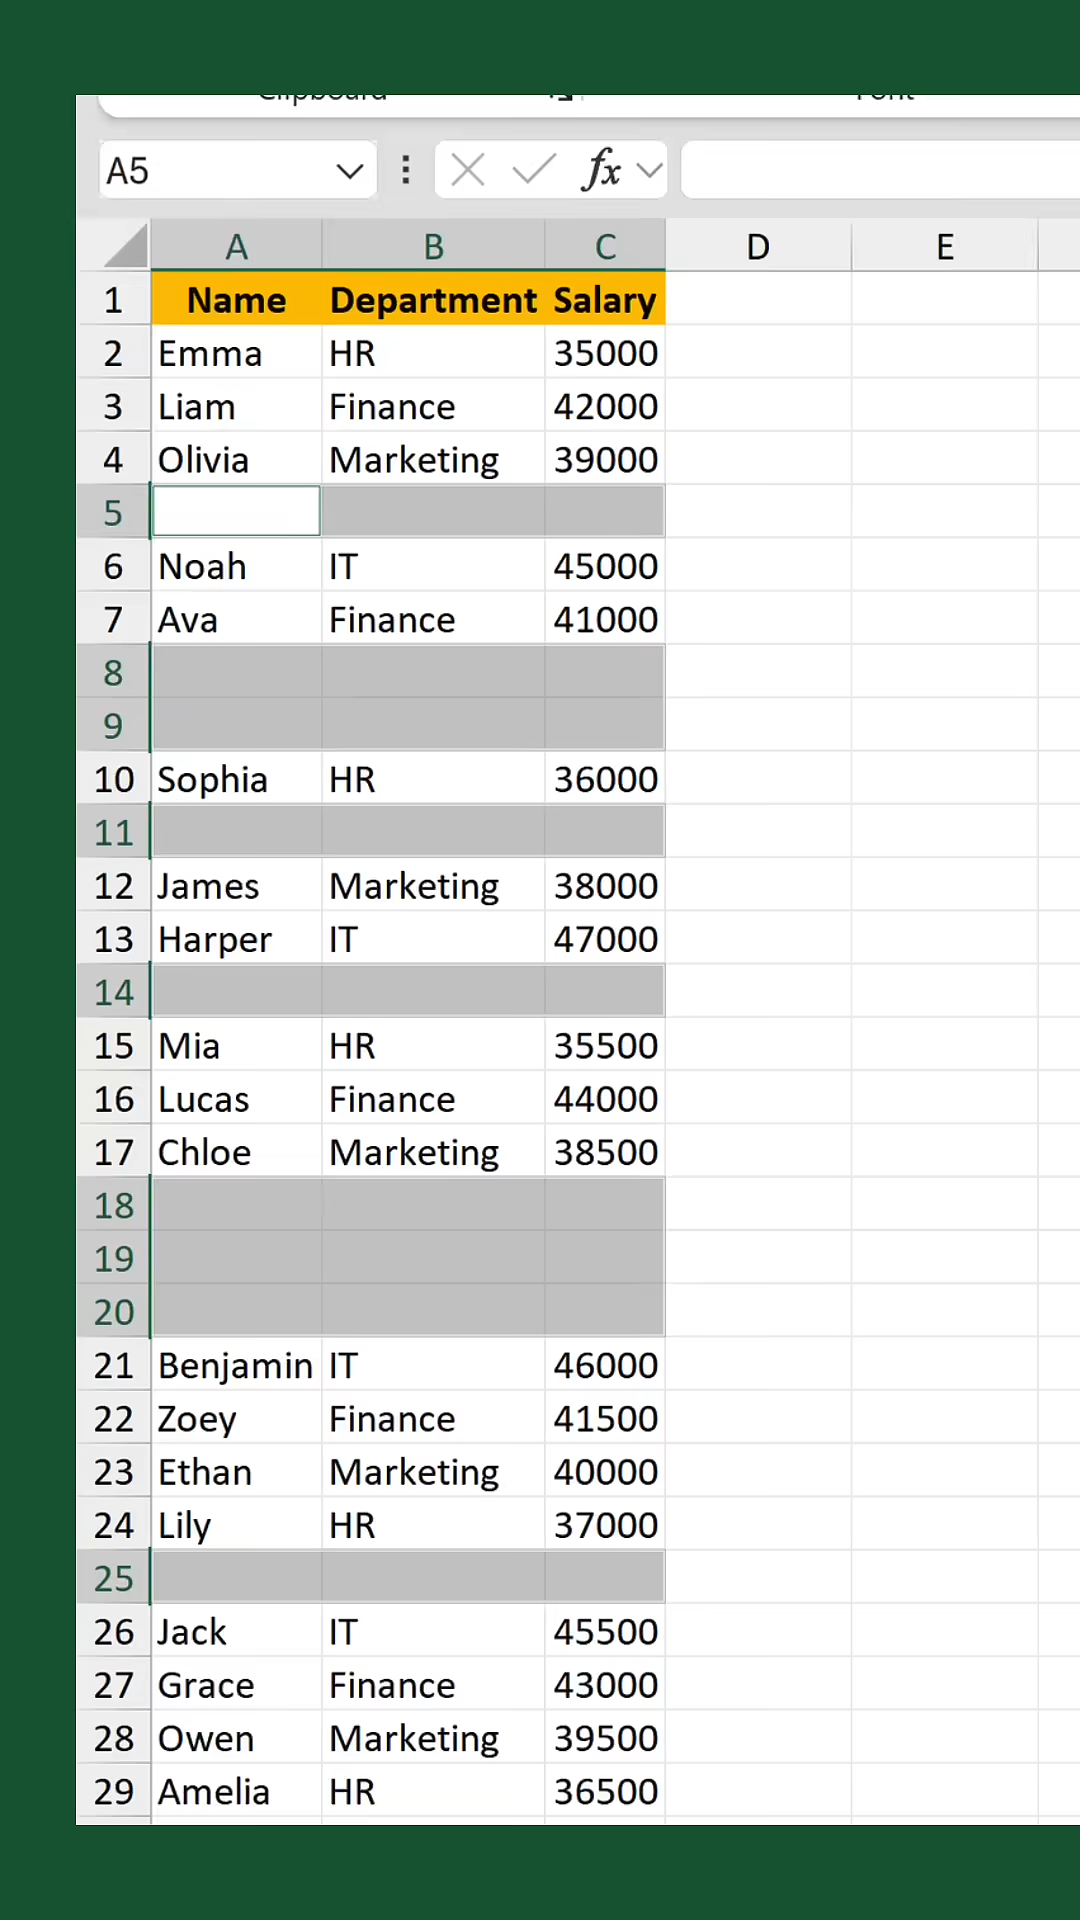 Clipboard Font
A5 fx
A B C D E
1 Name Department Salary
2 Emma HR 35000
3 Liam Finance 42000
4 Olivia Marketing 39000
5
6 Noah IT 45000
7 Ava Finance 41000
8
9
10 Sophia HR 36000
11
12 James Marketing 38000
13 Harper IT 47000
14
15 Mia HR 35500
16 Lucas Finance 44000
17 Chloe Marketing 38500
18
19
20
21 Benjamin IT 46000
22 Zoey Finance 41500
23 Ethan Marketing 40000
24 Lily HR 37000
25
26 Jack IT 45500
27 Grace Finance 43000
28 Owen Marketing 39500
29 Amelia HR 36500